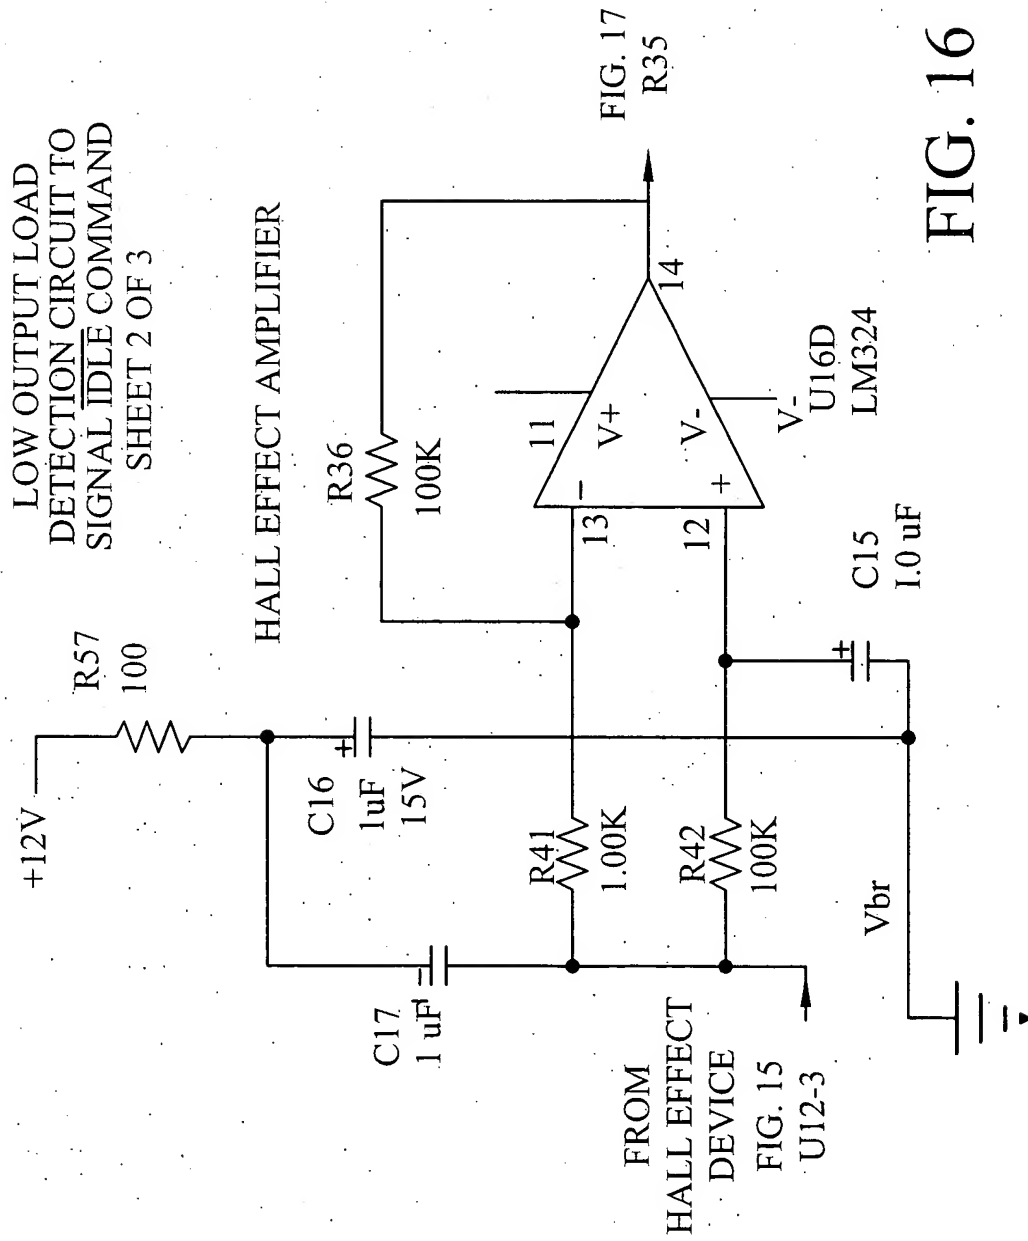 LOW OUTPUT LOAD
DETECTION CIRCUIT TO
SIGNAL IDLE COMMAND
SHEET 2 OF 3
HALL EFFECT AMPLIFIER
+12V
R57
100
C16
1uF
15V
+
C17
1 uF
R36
100K
R41
1.00K
R42
100K
13
12
−
+
11
V+
V-
V-
14
U16D
LM324
FIG. 17
R35
C15
1.0 uF
+
Vbr
FROM
HALL EFFECT
DEVICE
FIG. 15
U12-3
FIG. 16